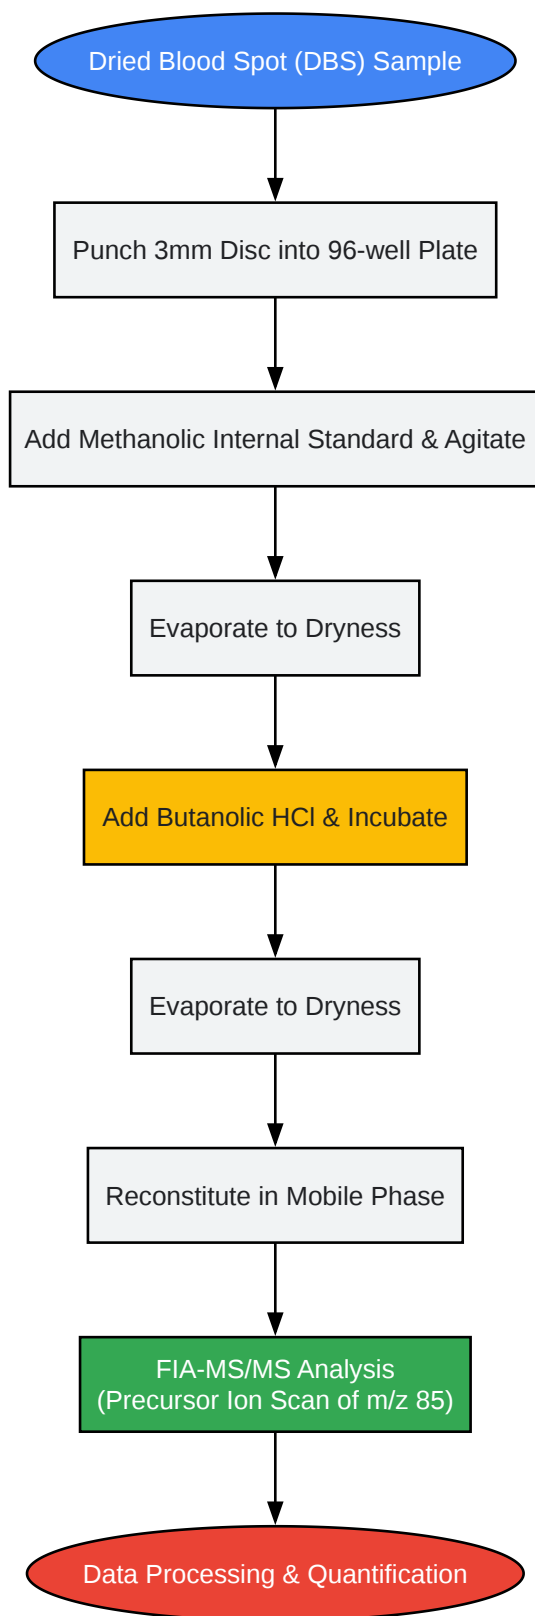 Dried Blood Spot (DBS) Sample
Punch 3mm Disc into 96-well Plate
Add Methanolic Internal Standard & Agitate
Evaporate to Dryness
Add Butanolic HCl & Incubate
Evaporate to Dryness
Reconstitute in Mobile Phase
FIA-MS/MS Analysis
(Precursor Ion Scan of m/z 85)
Data Processing & Quantification